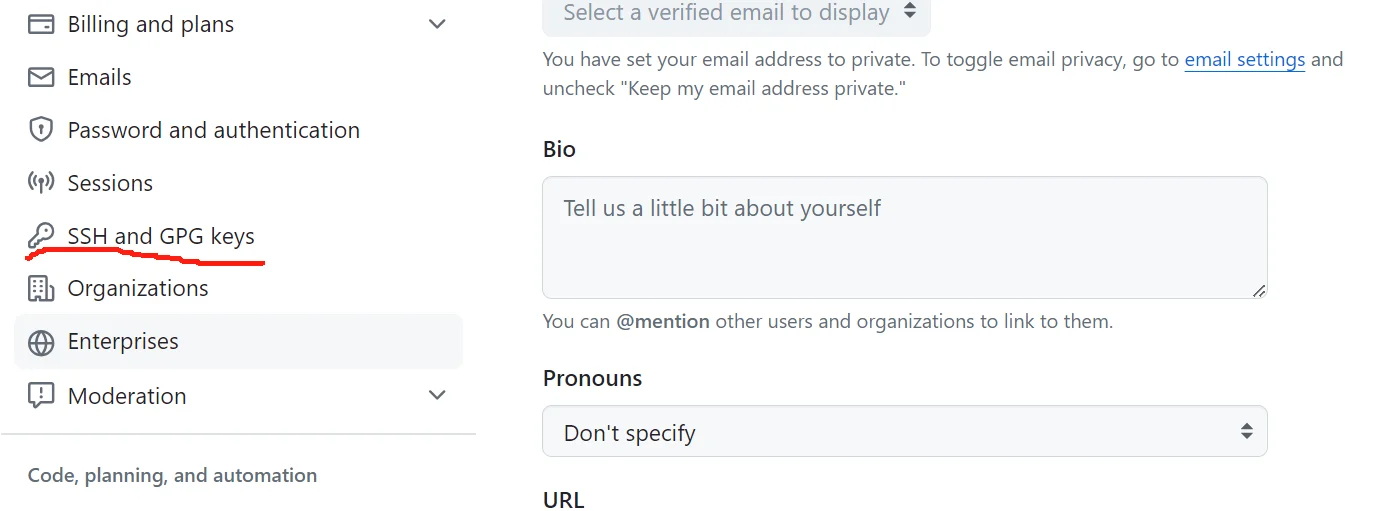 Billing and plans
Emails
Password and authentication
Sessions
SSH and GPG keys
Organizations
Enterprises
Moderation
Code, planning, and automation
Select a verified email to display
You have set your email address to private. To toggle email privacy, go to email settings and
uncheck "Keep my email address private."
Bio
Tell us a little bit about yourself
You can @mention other users and organizations to link to them.
Pronouns
Don't specify
URL